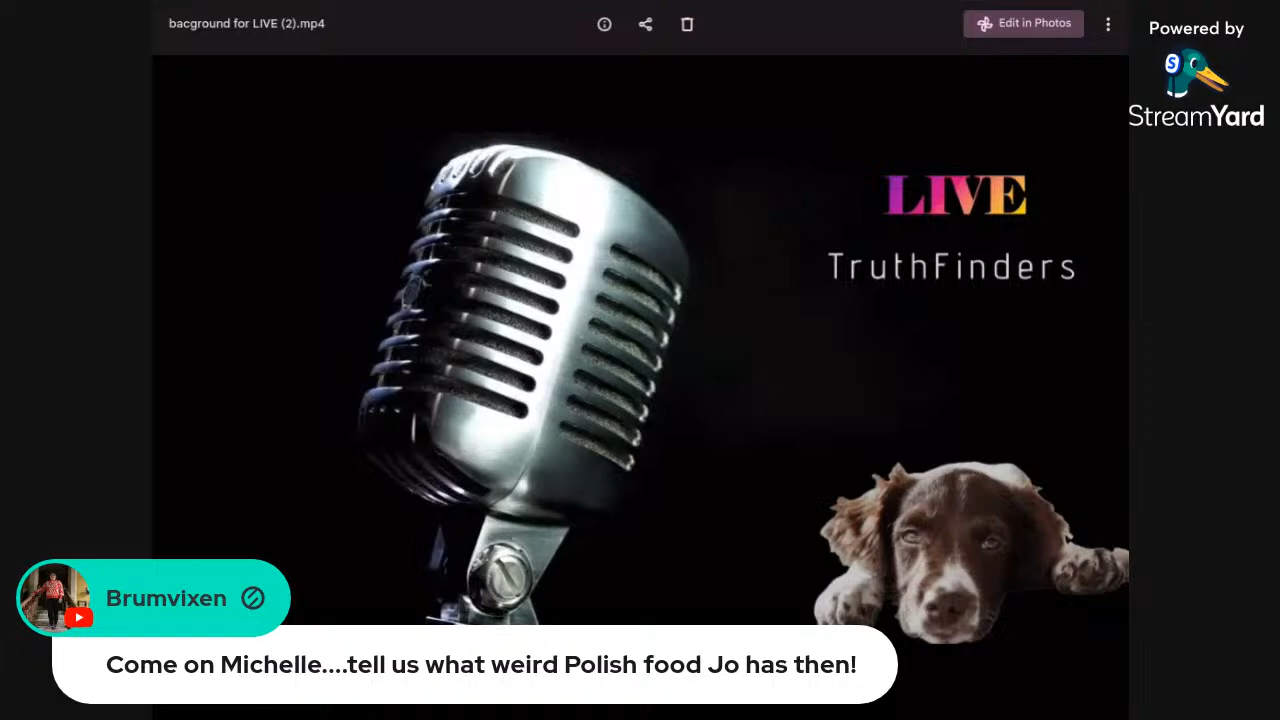 bacground for LIVE (2).mp4
Edit in Photos
Powered by
S
StreamYard
LIVE
TruthFinders
Brumvixen
Come on Michelle....tell us what weird Polish food Jo has then!